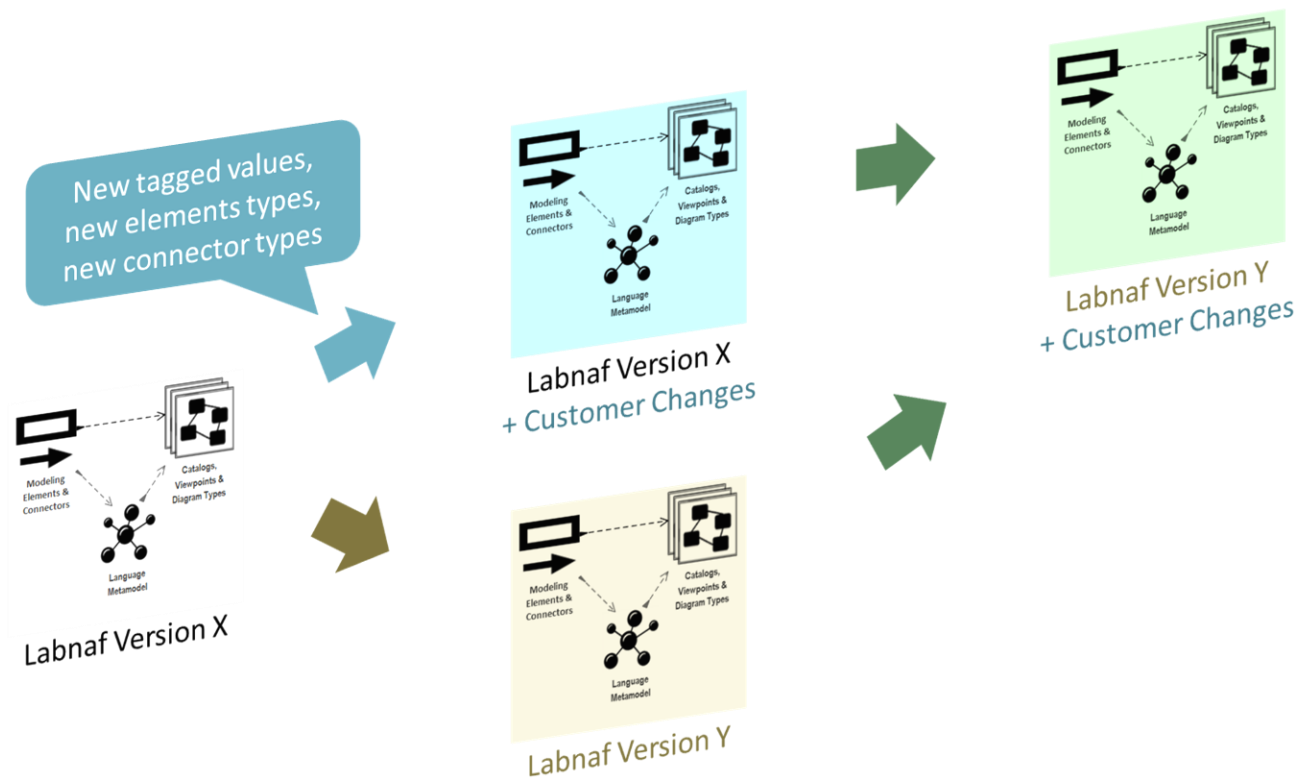 New tagged values,
new elements types,
new connector types
Modeling
Elements &
Connectors
Catalogs,
Viewpoints &
Diagram Types
Language
Metamodel
Labnaf Version X
Modeling
Elements &
Connectors
Catalogs,
Viewpoints &
Diagram Types
Language
Metamodel
Labnaf Version X
+ Customer Changes
Modeling
Elements &
Connectors
Catalogs,
Viewpoints &
Diagram Types
Language
Metamodel
Labnaf Version Y
Modeling
Elements &
Connectors
Catalogs,
Viewpoints &
Diagram Types
Language
Metamodel
Labnaf Version Y
+ Customer Changes